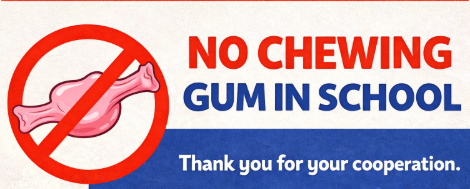 NO CHEWING
GUM IN SCHOOL
Thank you for your cooperation.